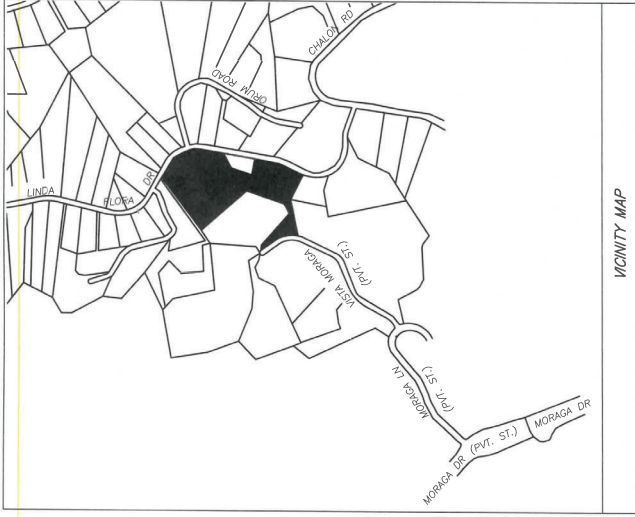 CHALON RD
ORUM ROAD
LINDA FLORA DR
VISTA MORAGA
(PVT. ST.)
MORAGA LN
(PVT. ST.)
MORAGA DR (PVT. ST.) MORAGA DR
VICINITY MAP